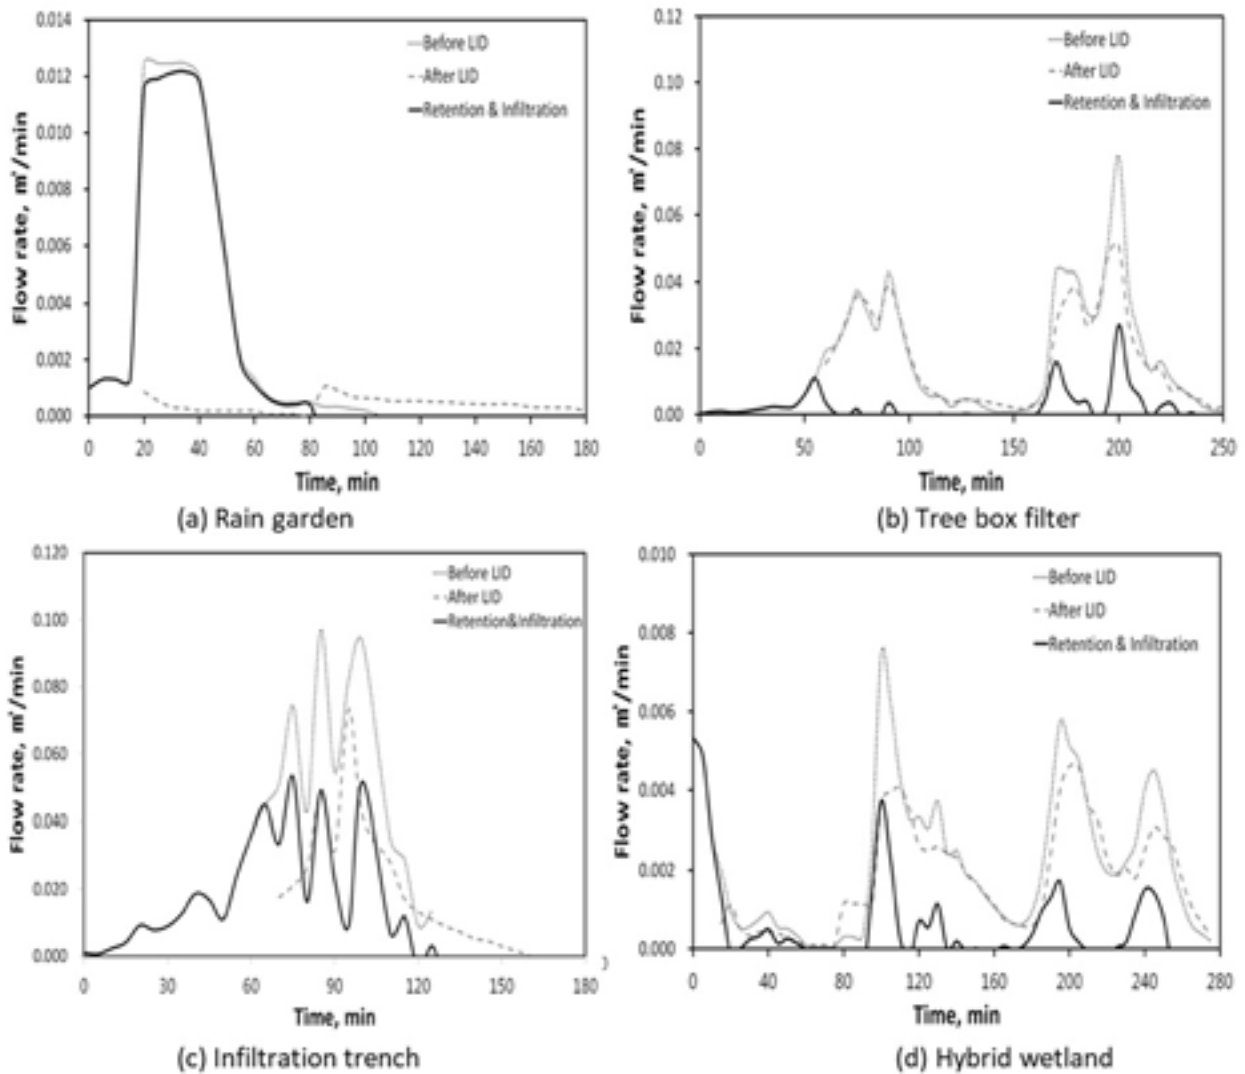 0.014
0.012
0.010
0.008
0.006
0.004
0.002
0.000
Flow rate, m³/min
Before LID
After LID
Retention & Infiltration
0 20 40 60 80 100 120 140 160 180
Time, min
(a) Rain garden
0.12
0.10
0.08
0.06
0.04
0.02
0.00
Flow rate, m³/min
Before LID
After LID
Retention & Infiltration
0 50 100 150 200 250
Time, min
(b) Tree box filter
0.120
0.100
0.080
0.060
0.040
0.020
0.000
Flow rate, m³/min
Before LID
After LID
Retention&Infiltration
0 30 60 90 120 150 180
Time, min
(c) Infiltration trench
0.010
0.008
0.006
0.004
0.002
0.000
Flow rate, m³/min
Before LID
After LID
Retention & Infiltration
0 40 80 120 160 200 240 280
Time, min
(d) Hybrid wetland